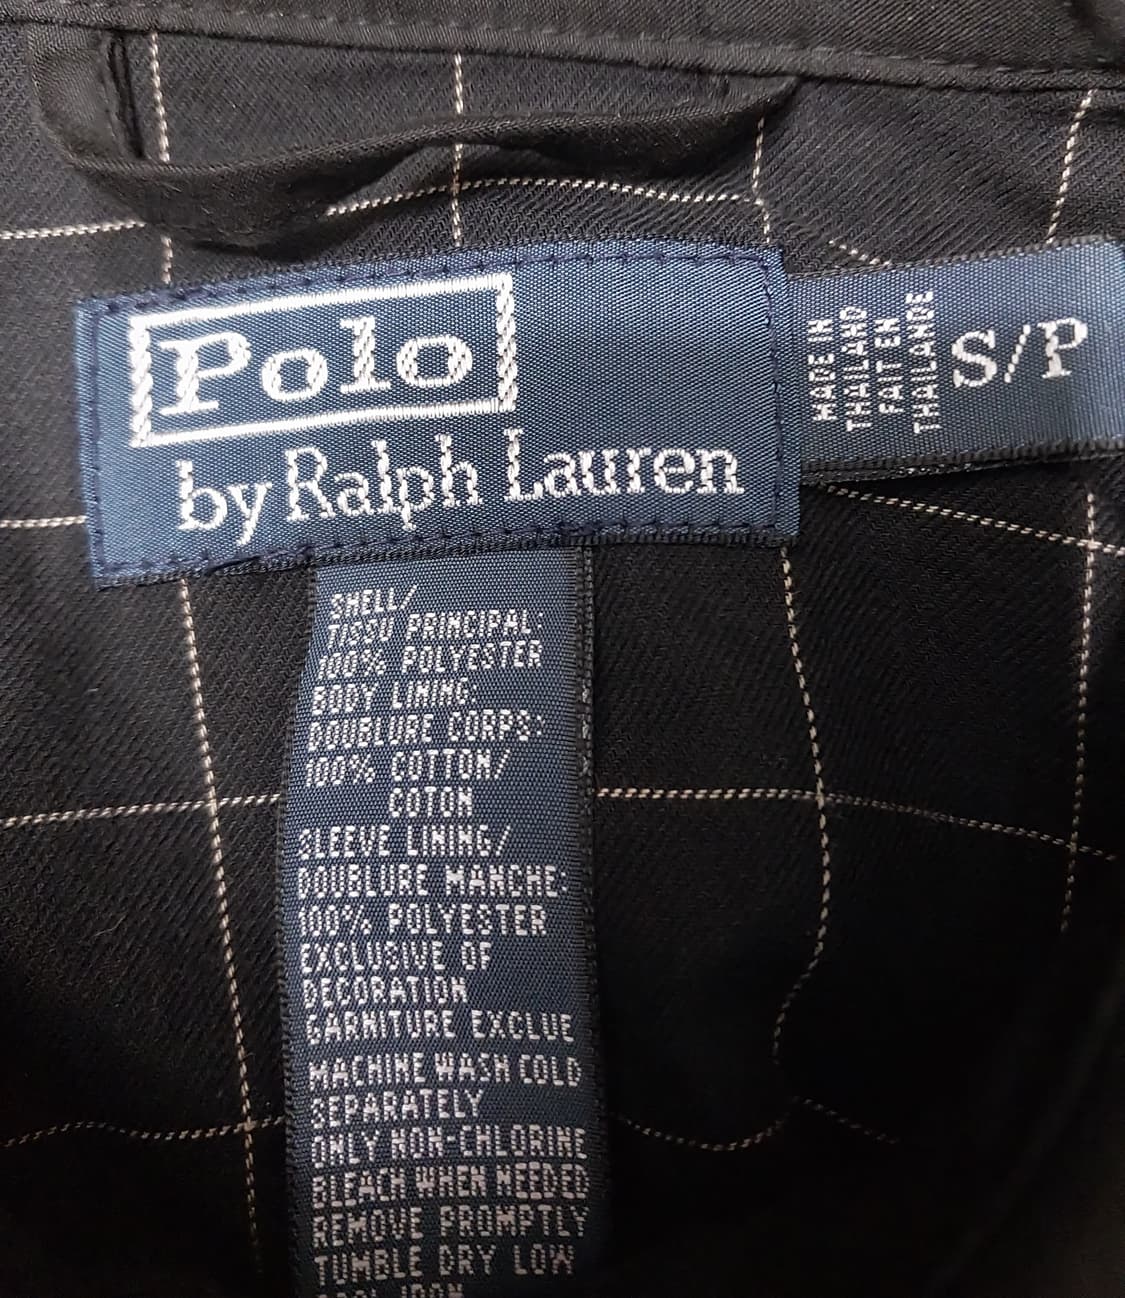 Polo
by Ralph Lauren
MADE IN
THAILAND
FAIT EN
THAILANDE
S/P
SHELL/
TISSU PRINCIPAL:
100% POLYESTER
BODY LINING
DOUBLURE CORPS:
100% COTTON/
COTON
SLEEVE LINING/
DOUBLURE MANCHE:
100% POLYESTER
EXCLUSIVE OF
DECORATION
GARNITURE EXCLUE
MACHINE WASH COLD
SEPARATELY
ONLY NON-CHLORINE
BLEACH WHEN NEEDED
REMOVE PROMPTLY
TUMBLE DRY LOW